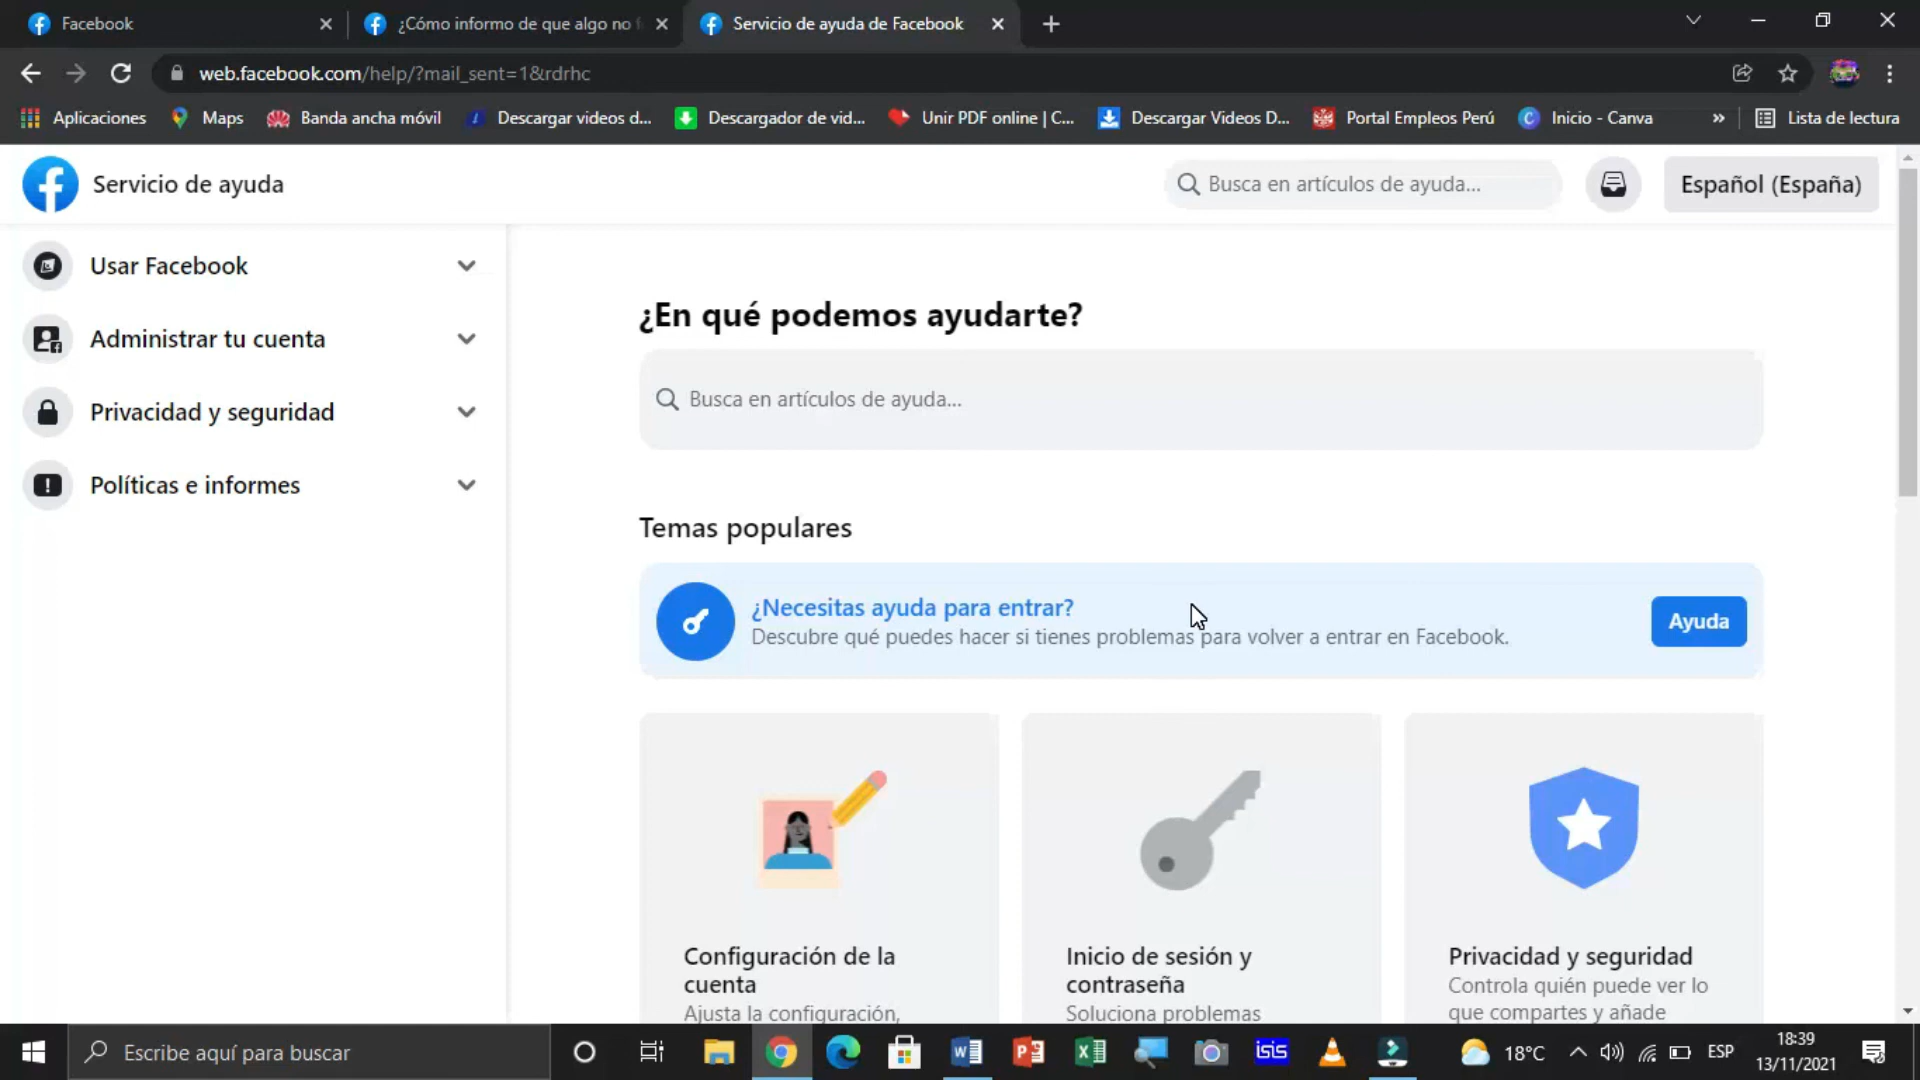 Facebook
¿Cómo informo de que algo no f
Servicio de ayuda de Facebook
web.facebook.com/help/?mail_sent=1&rdrhc
Aplicaciones
Maps
Banda ancha móvil
Descargar videos d...
Descargador de vid...
Unir PDF online | C...
Descargar Videos D...
Portal Empleos Perú
Inicio - Canva
»
Lista de lectura
Servicio de ayuda
Busca en artículos de ayuda...
Español (España)
Usar Facebook
Administrar tu cuenta
Privacidad y seguridad
Políticas e informes
¿En qué podemos ayudarte?
Busca en artículos de ayuda...
Temas populares
¿Necesitas ayuda para entrar?
Descubre qué puedes hacer si tienes problemas para volver a entrar en Facebook.
Ayuda
Configuración de la
cuenta
Ajusta la configuración,
Inicio de sesión y
contraseña
Soluciona problemas
Privacidad y seguridad
Controla quién puede ver lo
que compartes y añade
Escribe aquí para buscar
isis
18°C
ESP
18:39
13/11/2021